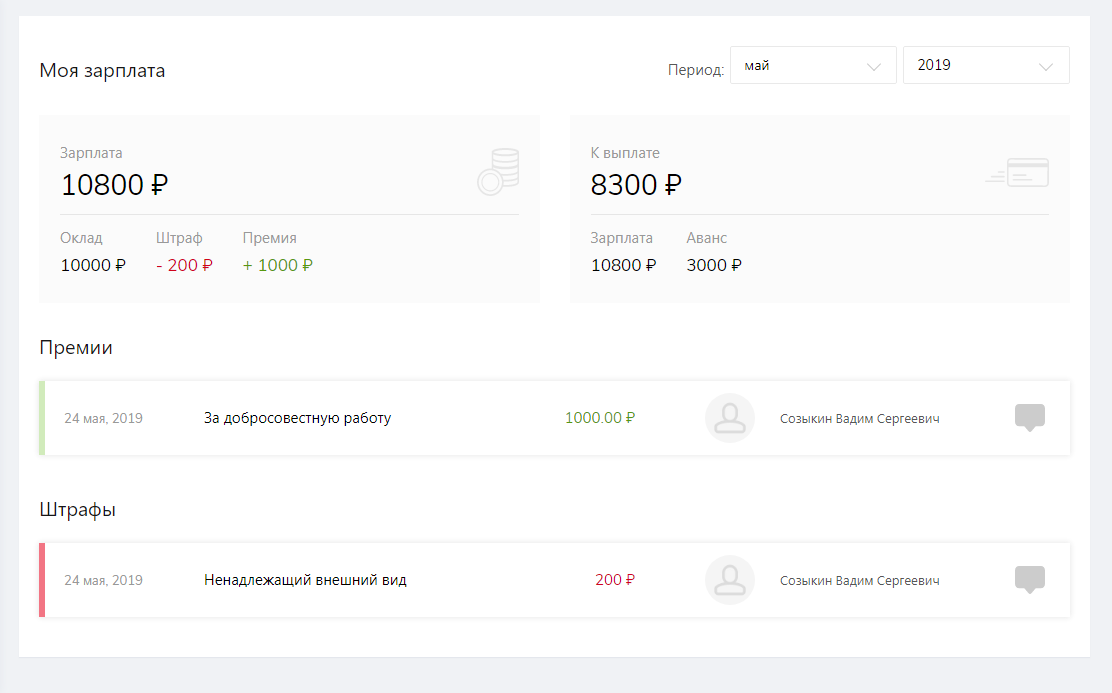 Моя зарплата
Период: май 2019
Зарплата
10800 ₽
Оклад Штраф Премия
10000 ₽ - 200 ₽ + 1000 ₽
К выплате
8300 ₽
Зарплата Аванс
10800 ₽ 3000 ₽
Премии
24 мая, 2019 За добросовестную работу 1000.00 ₽ Созыкин Вадим Сергеевич
Штрафы
24 мая, 2019 Ненадлежащий внешний вид 200 ₽ Созыкин Вадим Сергеевич